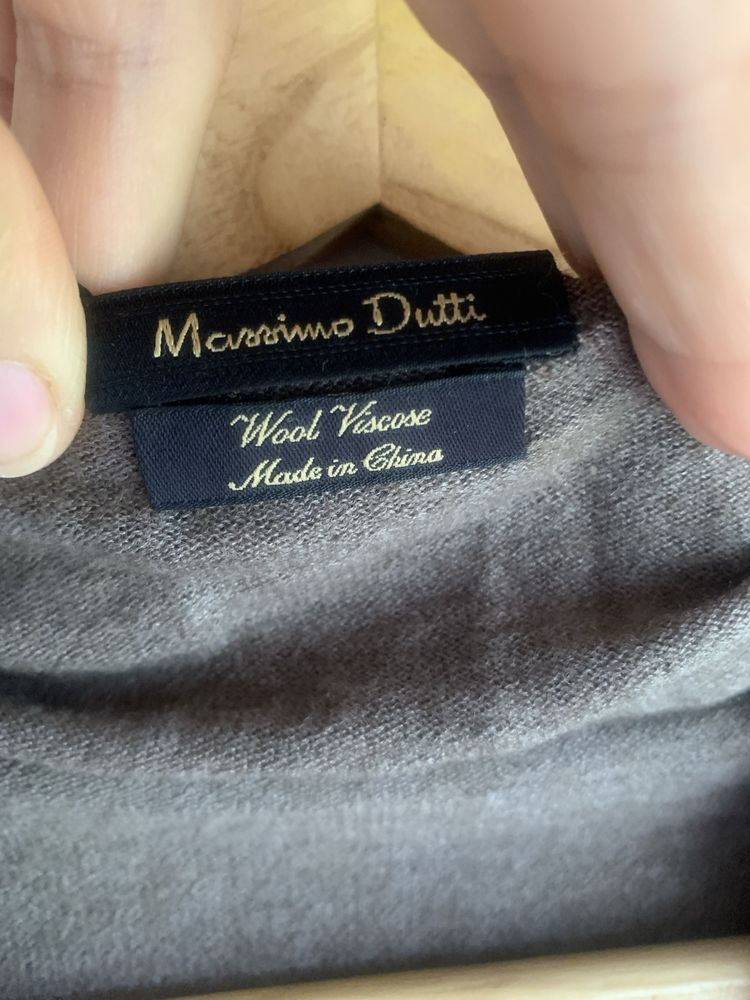 Massimo Dutti
Wool Viscose
Made in China